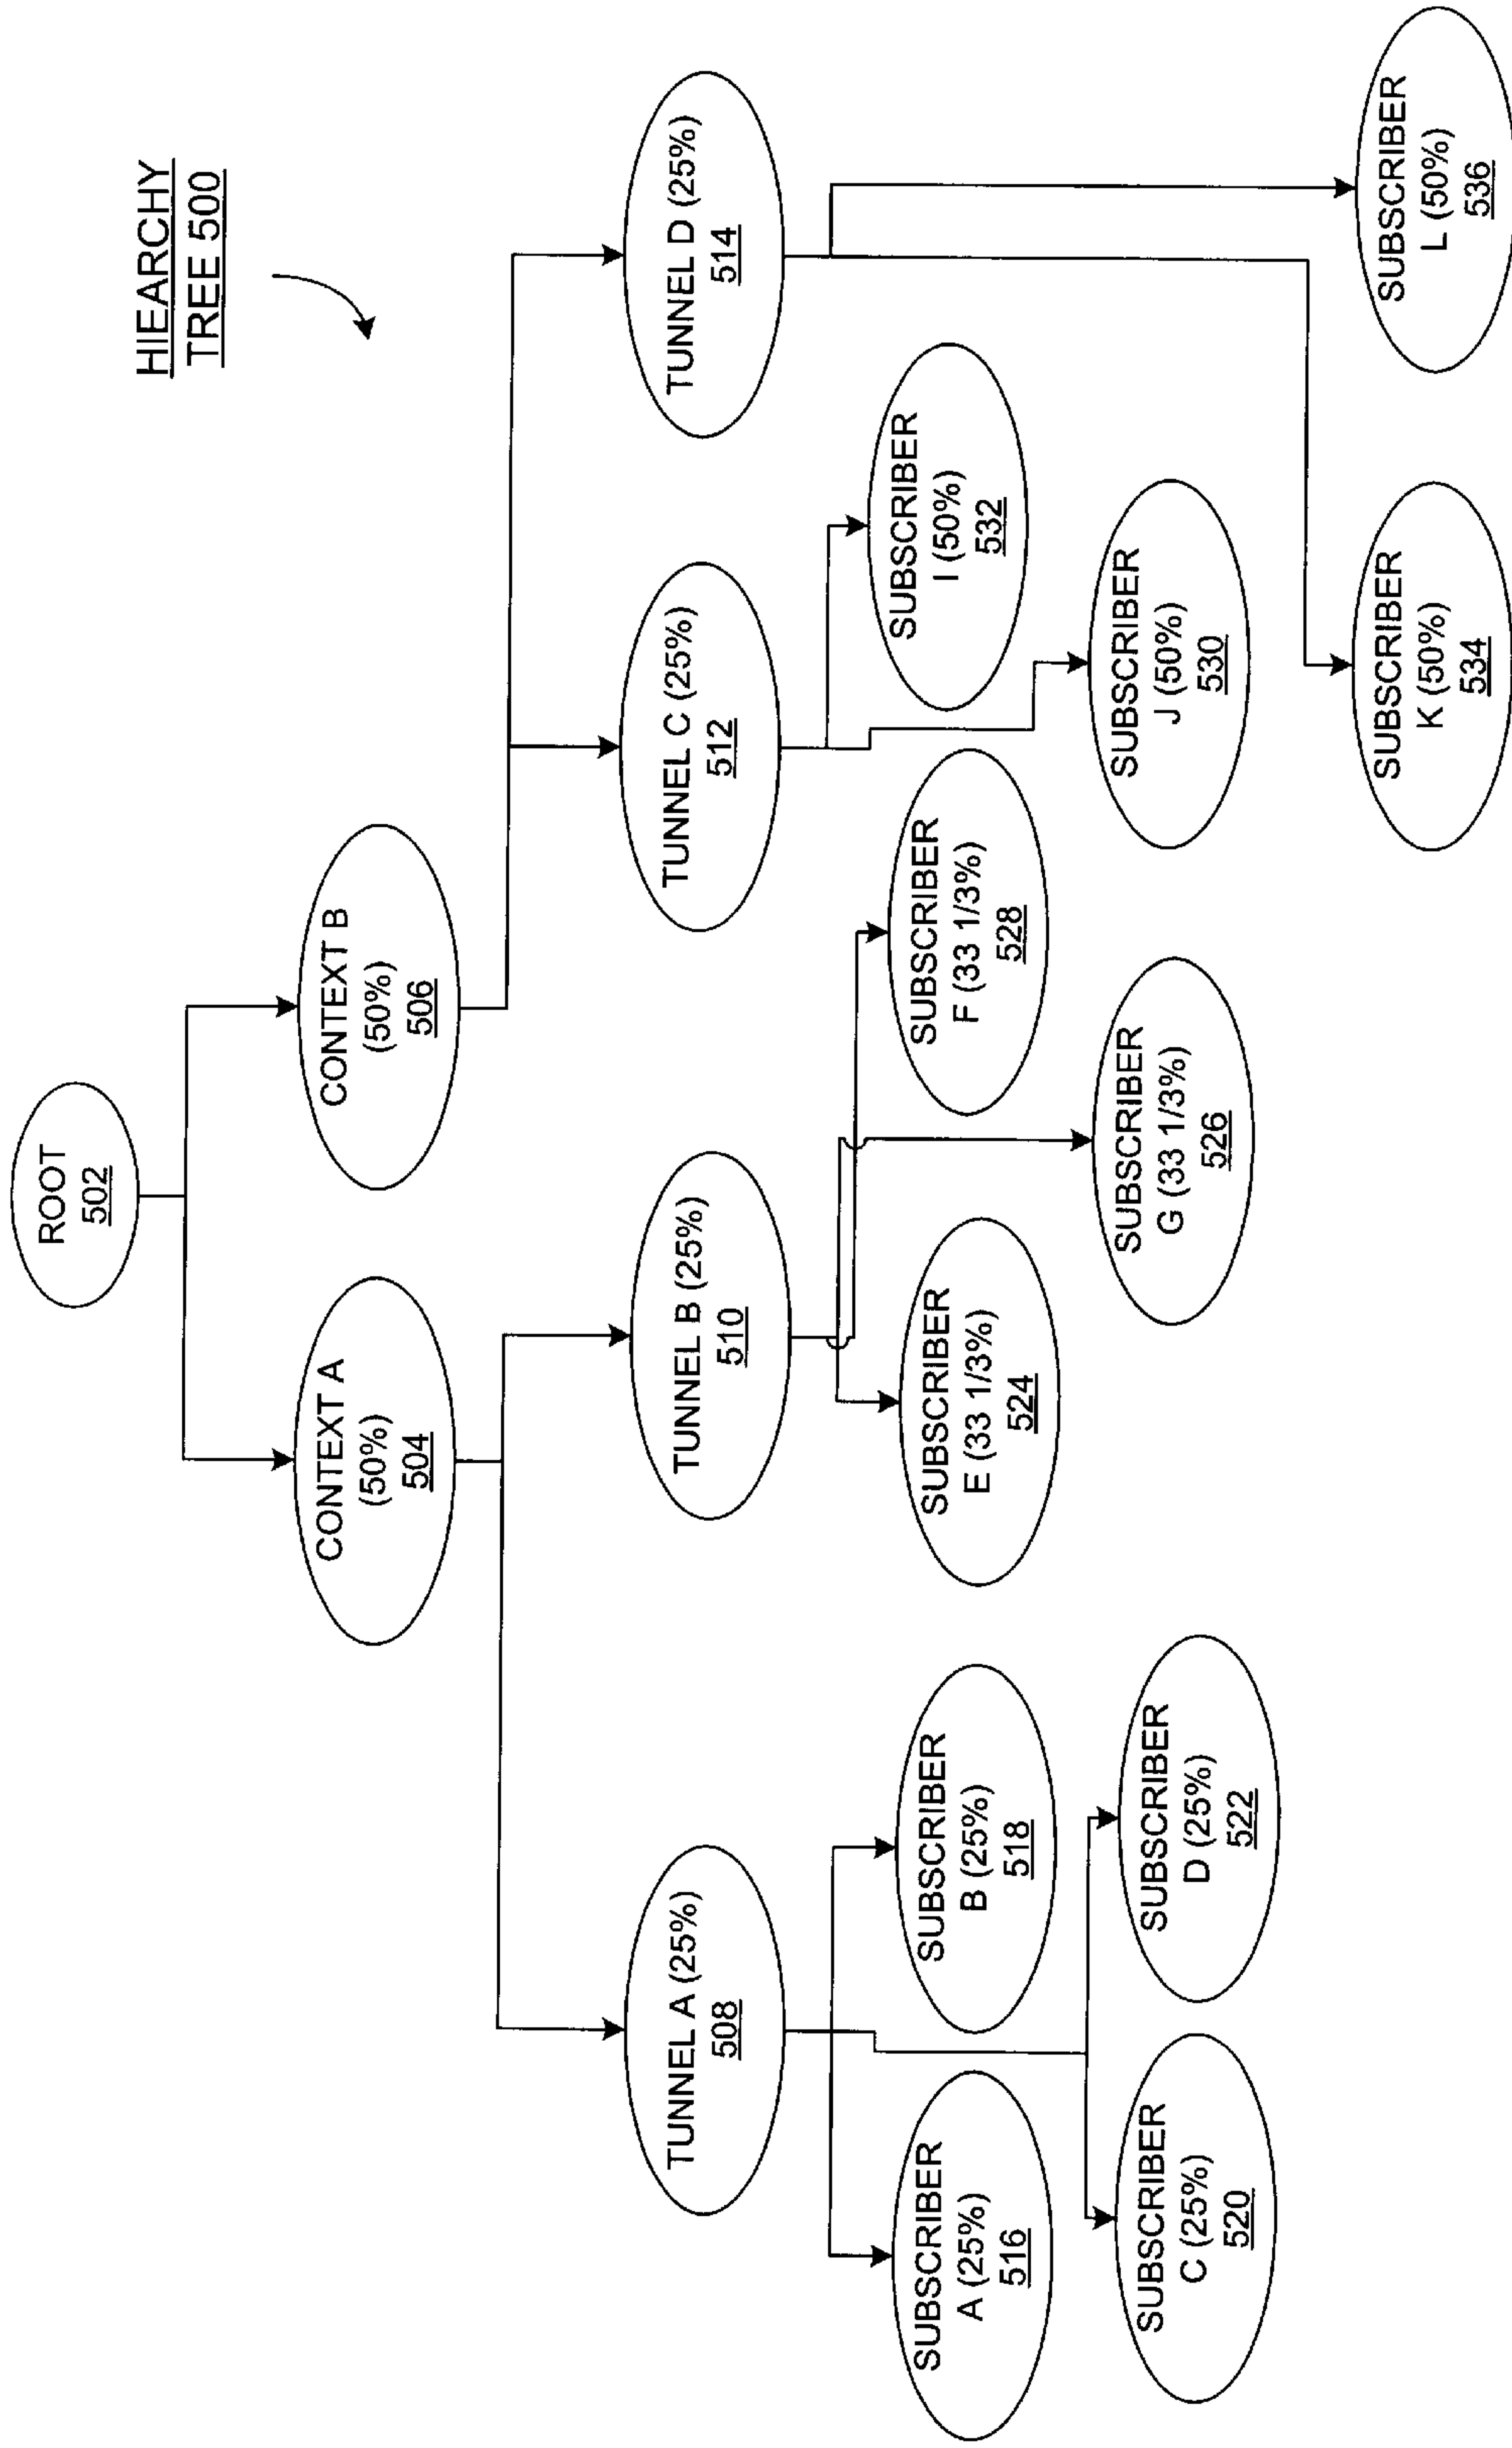 HIEARCHY
TREE 500
ROOT
502
CONTEXT A
(50%)
504
CONTEXT B
(50%)
506
TUNNEL A (25%)
508
TUNNEL B (25%)
510
TUNNEL C (25%)
512
TUNNEL D (25%)
514
SUBSCRIBER
A (25%)
516
SUBSCRIBER
B (25%)
518
SUBSCRIBER
C (25%)
520
SUBSCRIBER
D (25%)
522
SUBSCRIBER
E (33 1/3%)
524
SUBSCRIBER
F (33 1/3%)
528
SUBSCRIBER
G (33 1/3%)
526
SUBSCRIBER
I (50%)
532
SUBSCRIBER
J (50%)
530
SUBSCRIBER
K (50%)
534
SUBSCRIBER
L (50%)
536